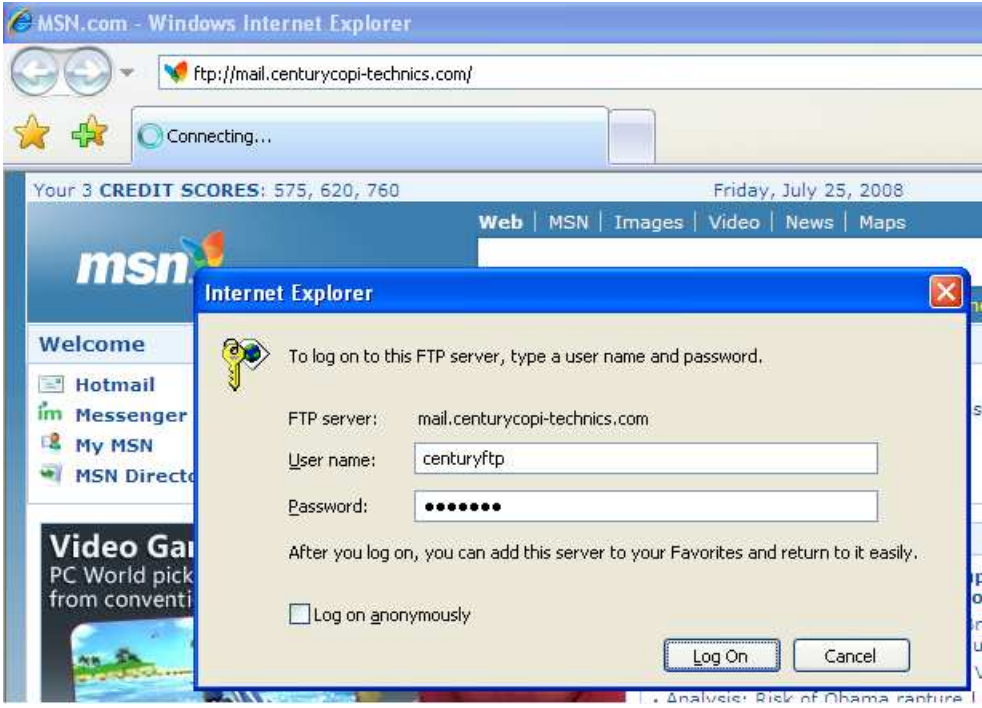 MSN.com - Windows Internet Explorer
ftp://mail.centurycopi-technics.com/
Connecting...
Your 3 CREDIT SCORES: 575, 620, 760
Friday, July 25, 2008
Web | MSN | Images | Video | News | Maps
msn
Internet Explorer
Welcome
To log on to this FTP server, type a user name and password.
Hotmail
FTP server: mail.centurycopi-technics.com
im Messenger
My MSN
User name: centuryftp
MSN Directo
Password: •••••••
Video Gar
After you log on, you can add this server to your Favorites and return to it easily.
PC World pick
from conventi
Log on anonymously
Log On
Cancel
· Analysis: Risk of Obama rapture